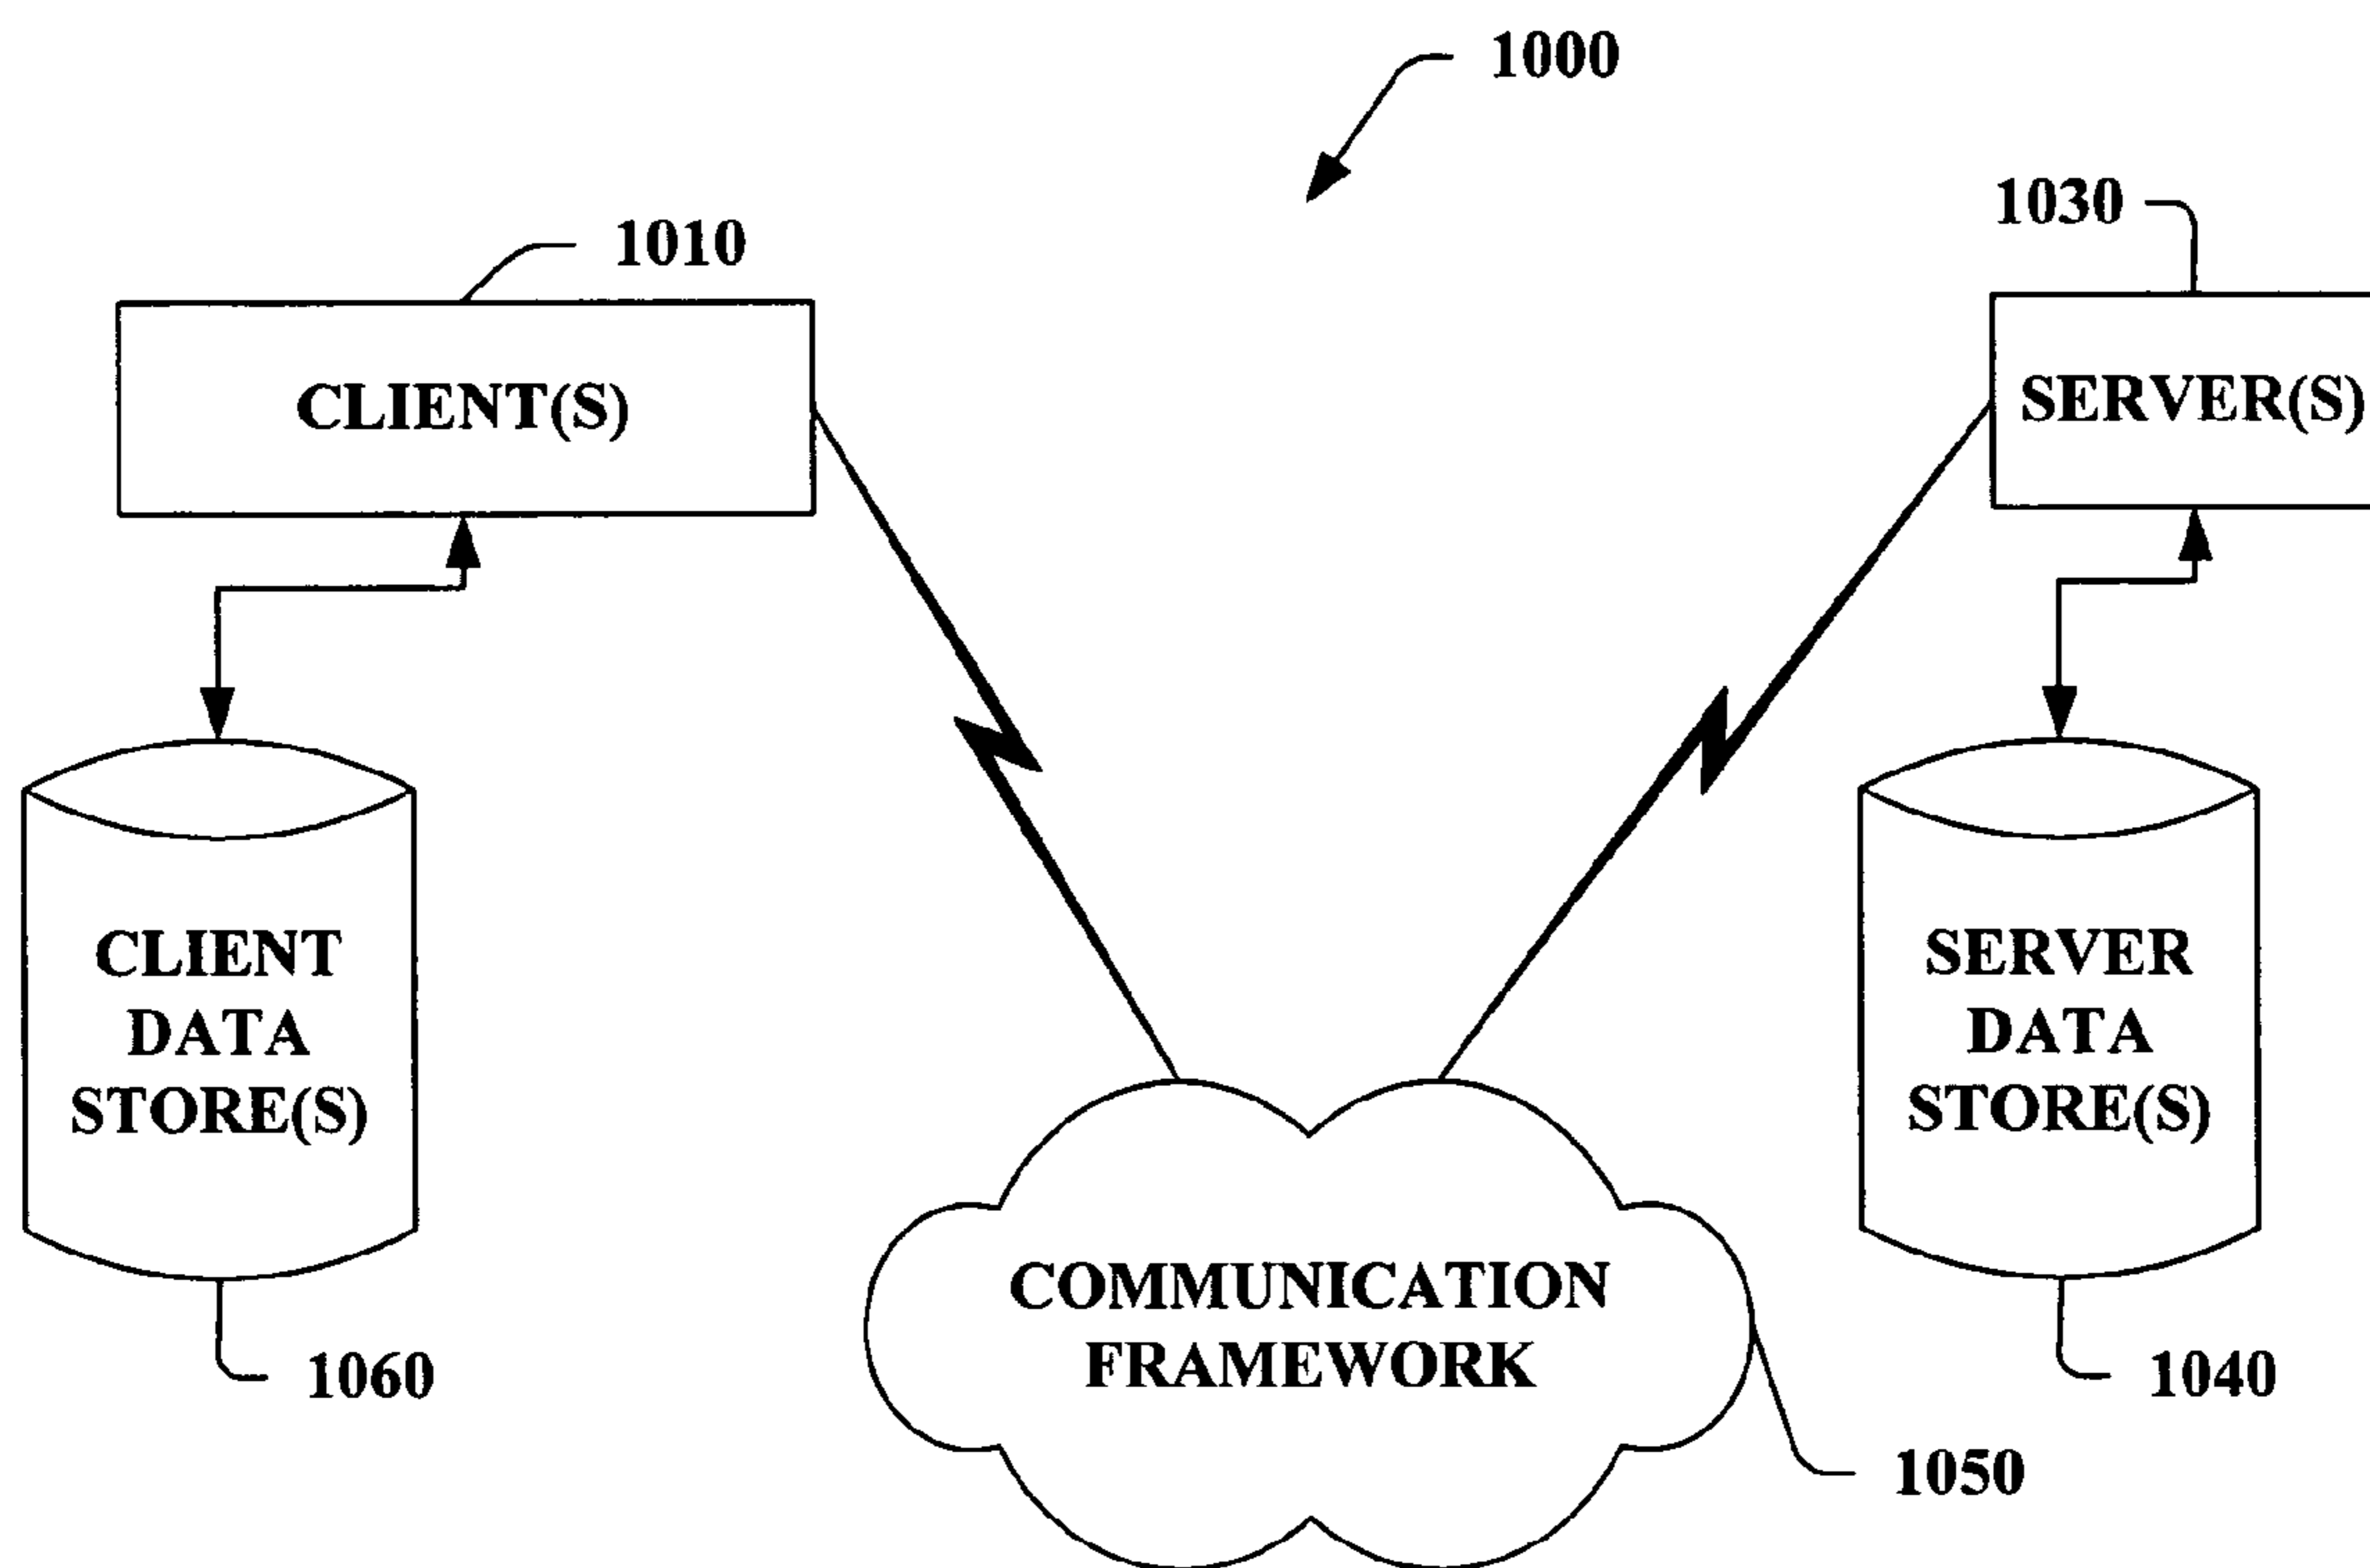 1000
1010
1030
CLIENT(S)
SERVER(S)
CLIENT
DATA
STORE(S)
SERVER
DATA
STORE(S)
COMMUNICATION
FRAMEWORK
1060
1040
1050